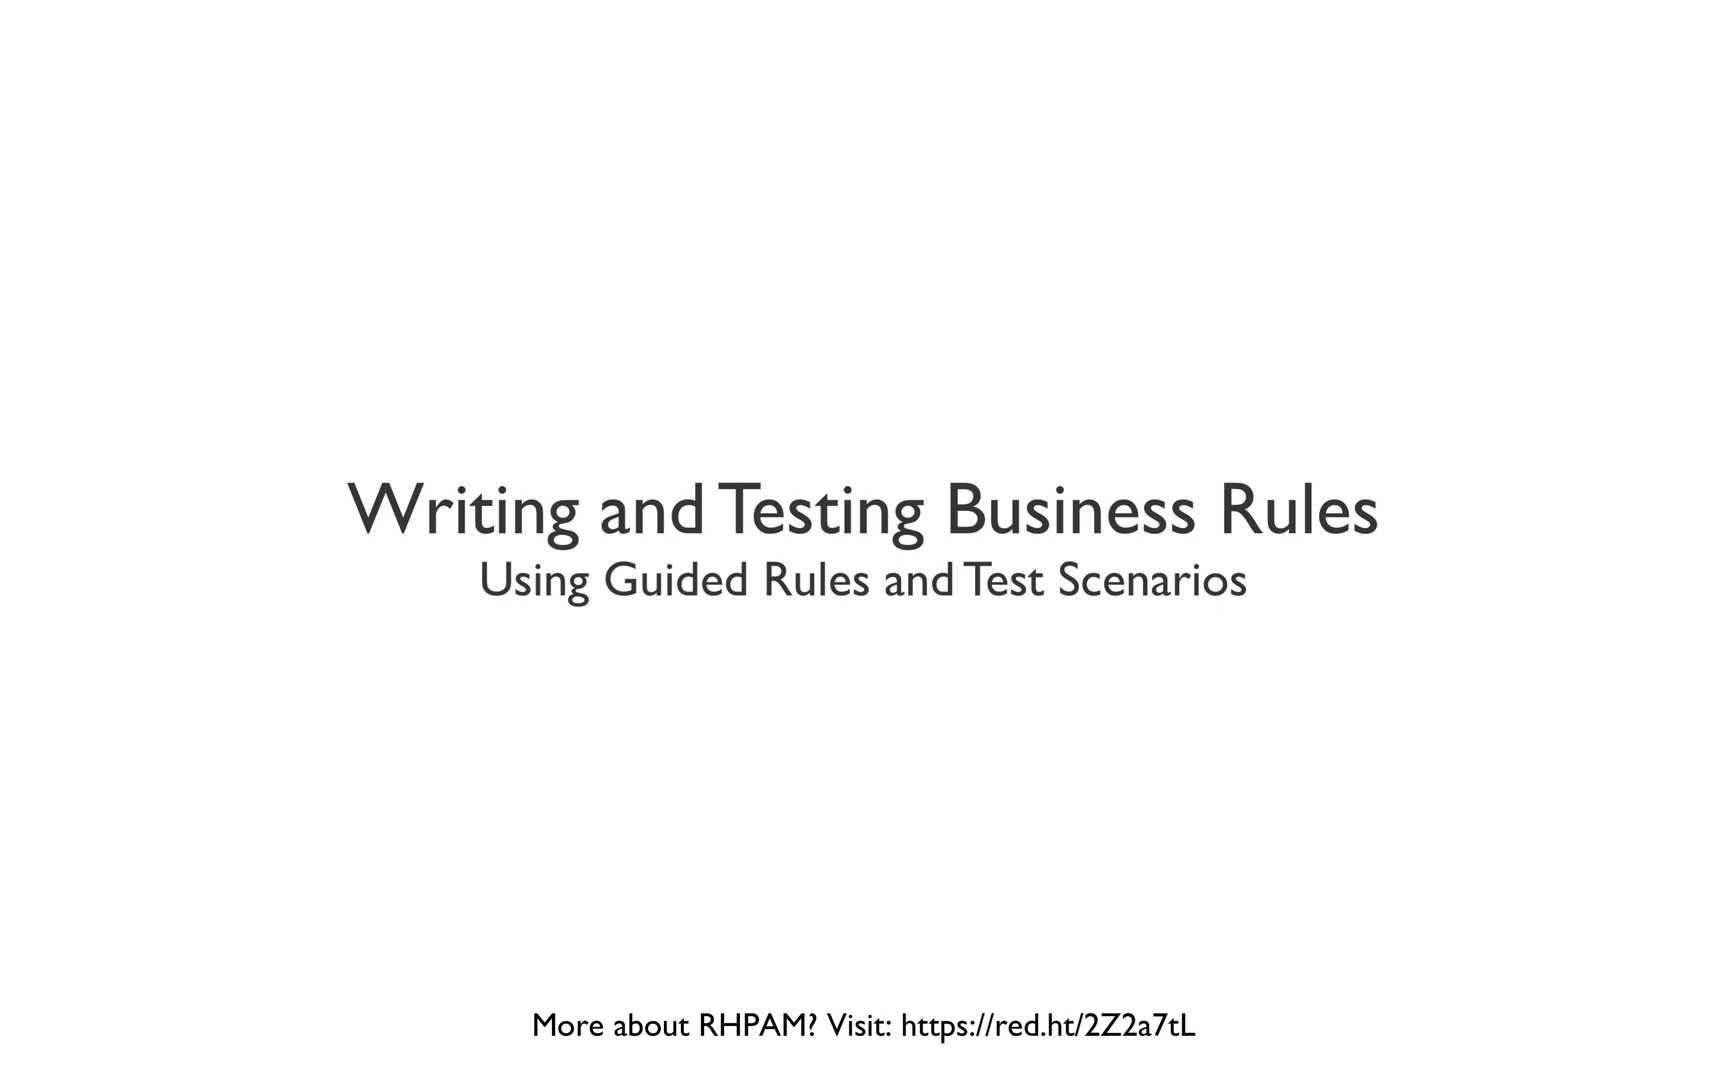 Writing and Testing Business Rules
Using Guided Rules and Test Scenarios
More about RHPAM? Visit: https://red.ht/2Z2a7tL